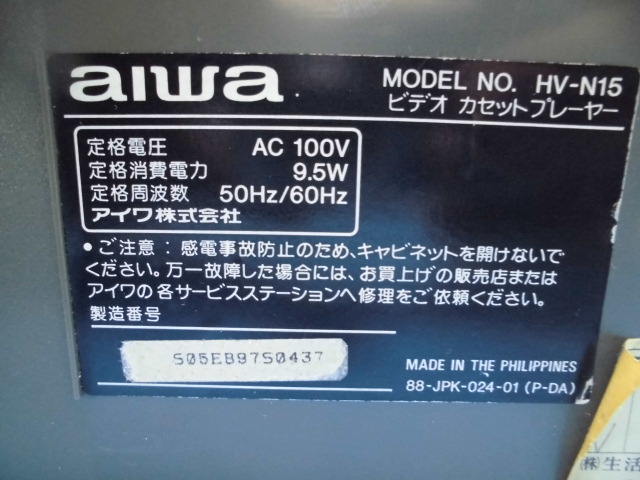 aiwa
MODEL NO. HV-N15
ビデオ カセットプレーヤー
定格電圧 AC 100V
定格消費電力 9.5W
定格周波数 50Hz/60Hz
アイワ株式会社
●ご注意：感電事故防止のため、キャビネットを開けないで
ください。万一故障した場合には、お買上げの販売店または
アイワの各サービスステーションへ修理をご依頼ください。
製造番号
S05EB97S0437
MADE IN THE PHILIPPINES
88-JPK-024-01 (P-DA)
㈱生活